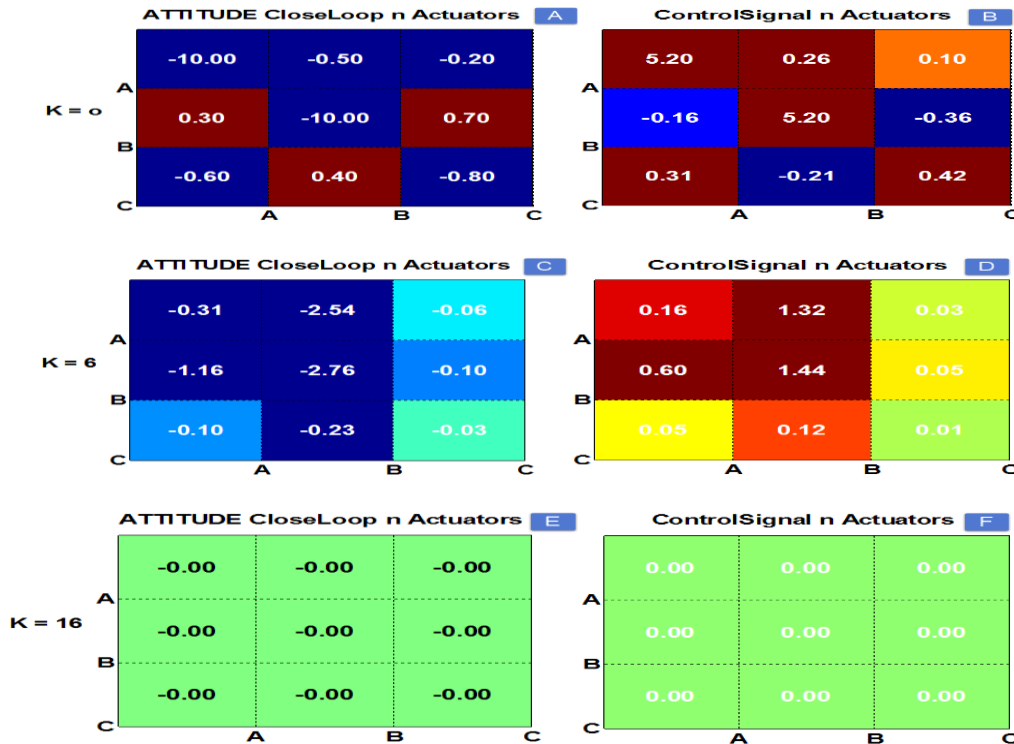 ATTITUDE CloseLoop n Actuators A ControlSignal n Actuators B
-10.00 -0.50 -0.20 5.20 0.26 0.10
A A
K = o 0.30 -10.00 0.70 -0.16 5.20 -0.36
B B
-0.60 0.40 -0.80 0.31 -0.21 0.42
C C
A B C A B C
ATTITUDE CloseLoop n Actuators C ControlSignal n Actuators D
-0.31 -2.54 -0.06 0.16 1.32 0.03
A A
K = 6 -1.16 -2.76 -0.10 0.60 1.44 0.05
B B
-0.10 -0.23 -0.03 0.05 0.12 0.01
C C
A B C A B C
ATTITUDE CloseLoop n Actuators E ControlSignal n Actuators F
-0.00 -0.00 -0.00 0.00 0.00 0.00
A A
K = 16 -0.00 -0.00 -0.00 0.00 0.00 0.00
B B
-0.00 -0.00 -0.00 0.00 0.00 0.00
C C
A B C A B C